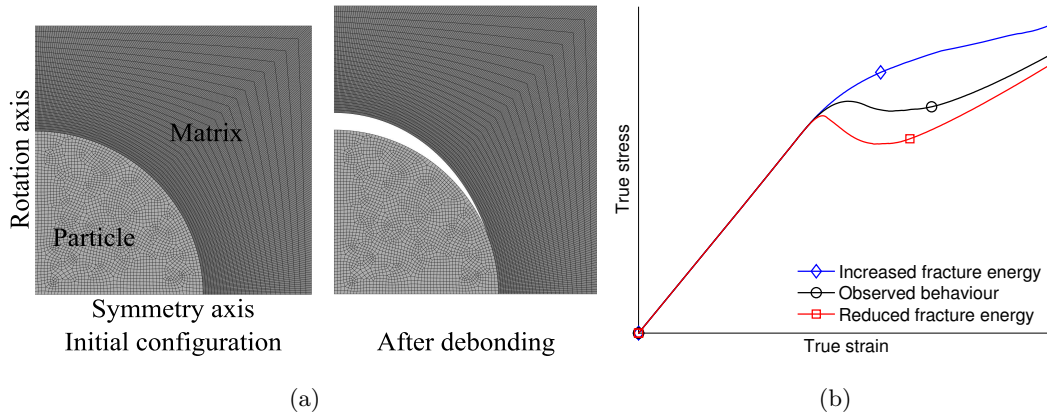 Rotation axis
Matrix
Particle
Symmetry axis
Initial configuration
After debonding
(a)
True stress
Increased fracture energy
Observed behaviour
Reduced fracture energy
True strain
(b)